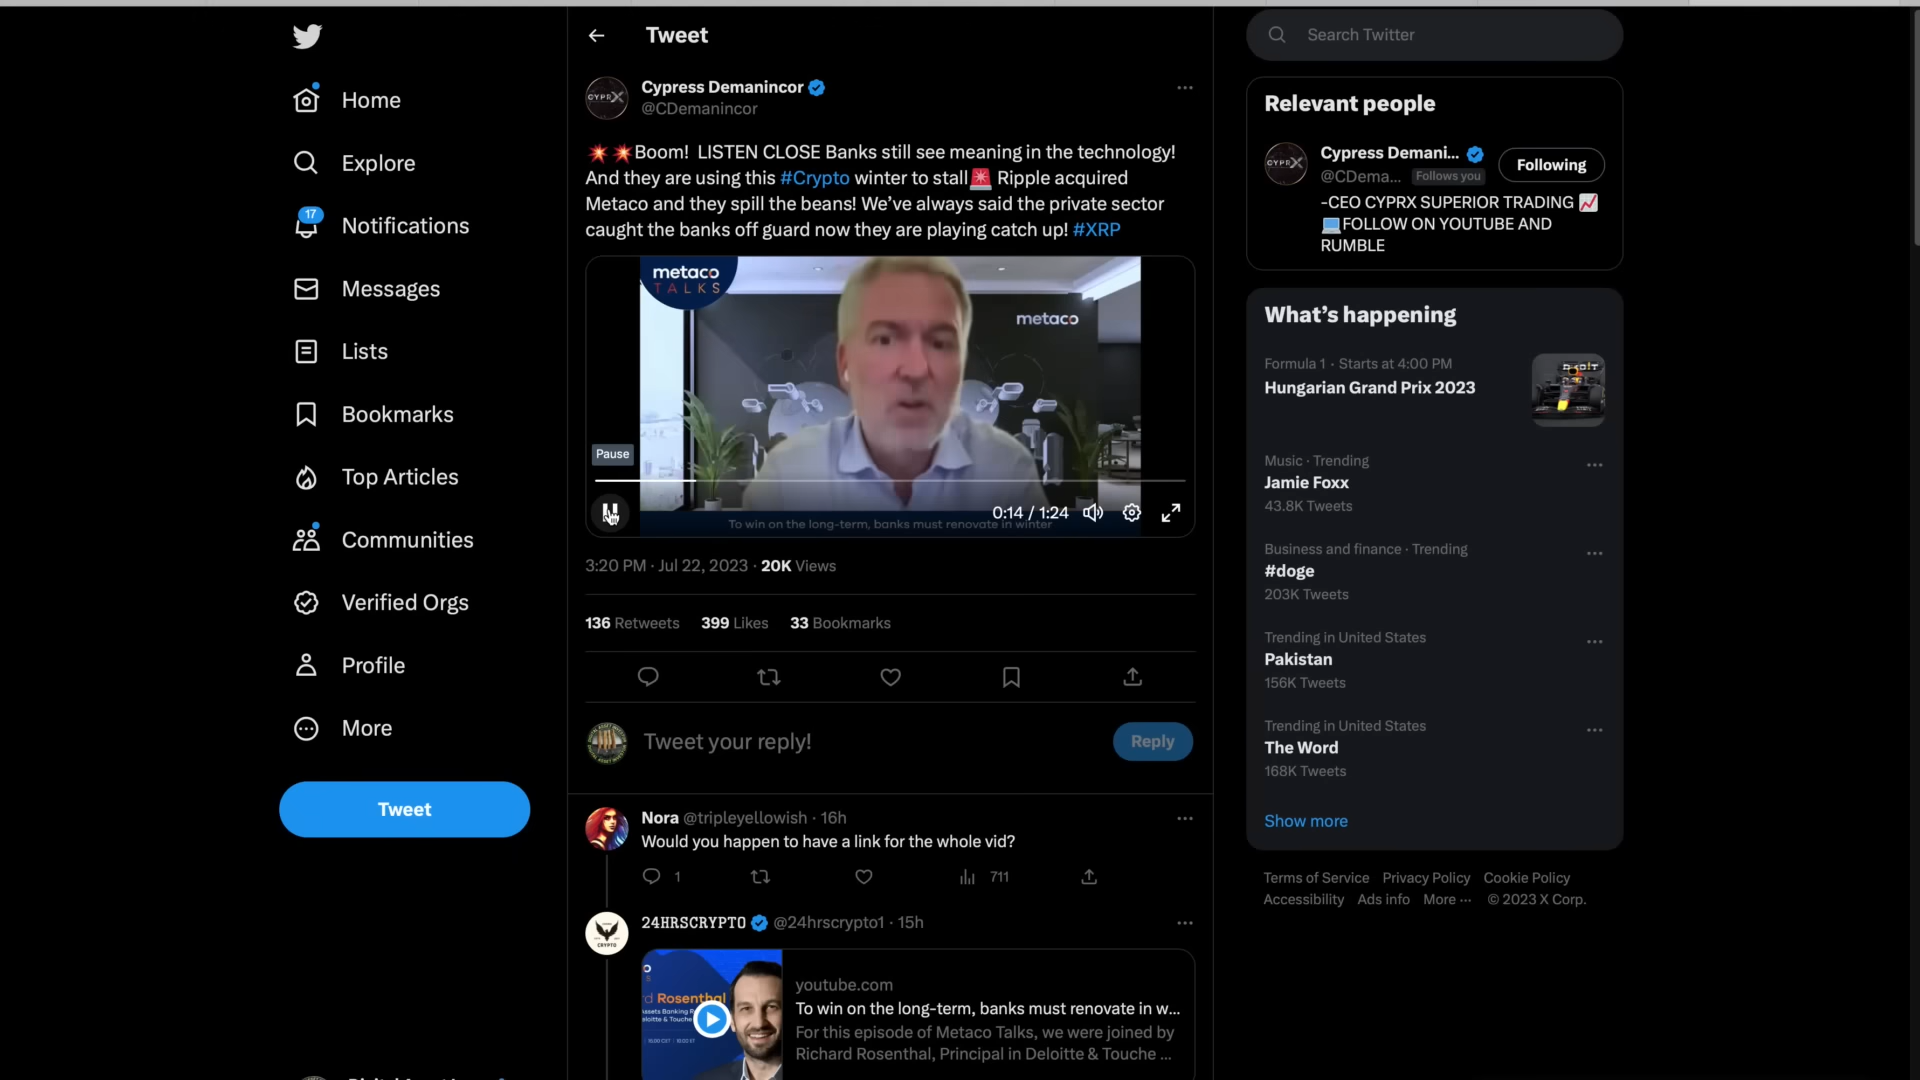 Home
Explore
17
Notifications
Messages
Lists
Bookmarks
Top Articles
Communities
Verified Orgs
Profile
More
Tweet
Tweet
CYPRX
Cypress Demanincor
@CDemanincor
💥💥Boom! LISTEN CLOSE Banks still see meaning in the technology!
And they are using this #Crypto winter to stall🚨 Ripple acquired
Metaco and they spill the beans! We've always said the private sector
caught the banks off guard now they are playing catch up! #XRP
metaco
TALKS
metaco
Pause
0:14 / 1:24
To win on the long-term, banks must renovate in winter
3:20 PM · Jul 22, 2023 · 20K Views
136 Retweets 399 Likes 33 Bookmarks
Tweet your reply!
Reply
Nora @tripleyellowish · 16h
Would you happen to have a link for the whole vid?
1
711
24HRSCRYPTO @24hrscrypto1 · 15h
CRYPTO
d Rosenthal
youtube.com
To win on the long-term, banks must renovate in w...
For this episode of Metaco Talks, we were joined by
Richard Rosenthal, Principal in Deloitte & Touche ...
Search Twitter
Relevant people
CYPRX
Cypress Demani...
@CDema... Follows you
Following
-CEO CYPRX SUPERIOR TRADING 📈
💻FOLLOW ON YOUTUBE AND
RUMBLE
What's happening
Formula 1 · Starts at 4:00 PM
Hungarian Grand Prix 2023
Music · Trending
Jamie Foxx
43.8K Tweets
Business and finance · Trending
#doge
203K Tweets
Trending in United States
Pakistan
156K Tweets
Trending in United States
The Word
168K Tweets
Show more
Terms of Service Privacy Policy Cookie Policy
Accessibility Ads info More ··· © 2023 X Corp.